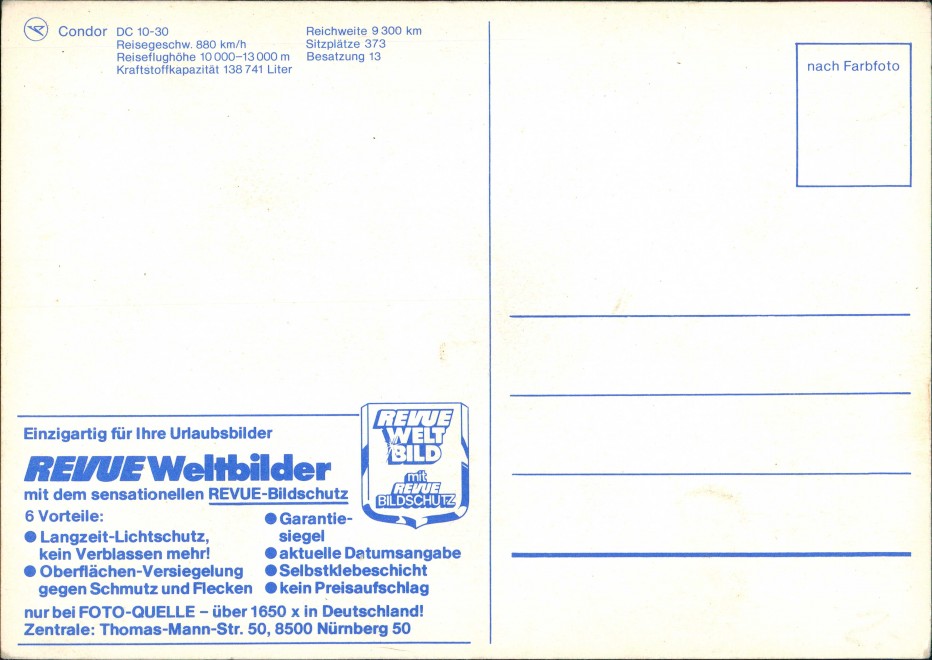 Condor DC 10-30
Reisegeschw. 880 km/h
Reiseflughöhe 10 000–13 000 m
Kraftstoffkapazität 138 741 Liter
Reichweite 9 300 km
Sitzplätze 373
Besatzung 13
nach Farbfoto
Einzigartig für Ihre Urlaubsbilder
REVUE Weltbilder
mit dem sensationellen REVUE-Bildschutz
6 Vorteile:
● Langzeit-Lichtschutz,
kein Verblassen mehr!
● Oberflächen-Versiegelung
gegen Schmutz und Flecken
● Garantie-
siegel
● aktuelle Datumsangabe
● Selbstklebeschicht
● kein Preisaufschlag
nur bei FOTO-QUELLE – über 1650 x in Deutschland!
Zentrale: Thomas-Mann-Str. 50, 8500 Nürnberg 50
REVUE
WELT
BILD
mit
REVUE
BILDSCHUTZ